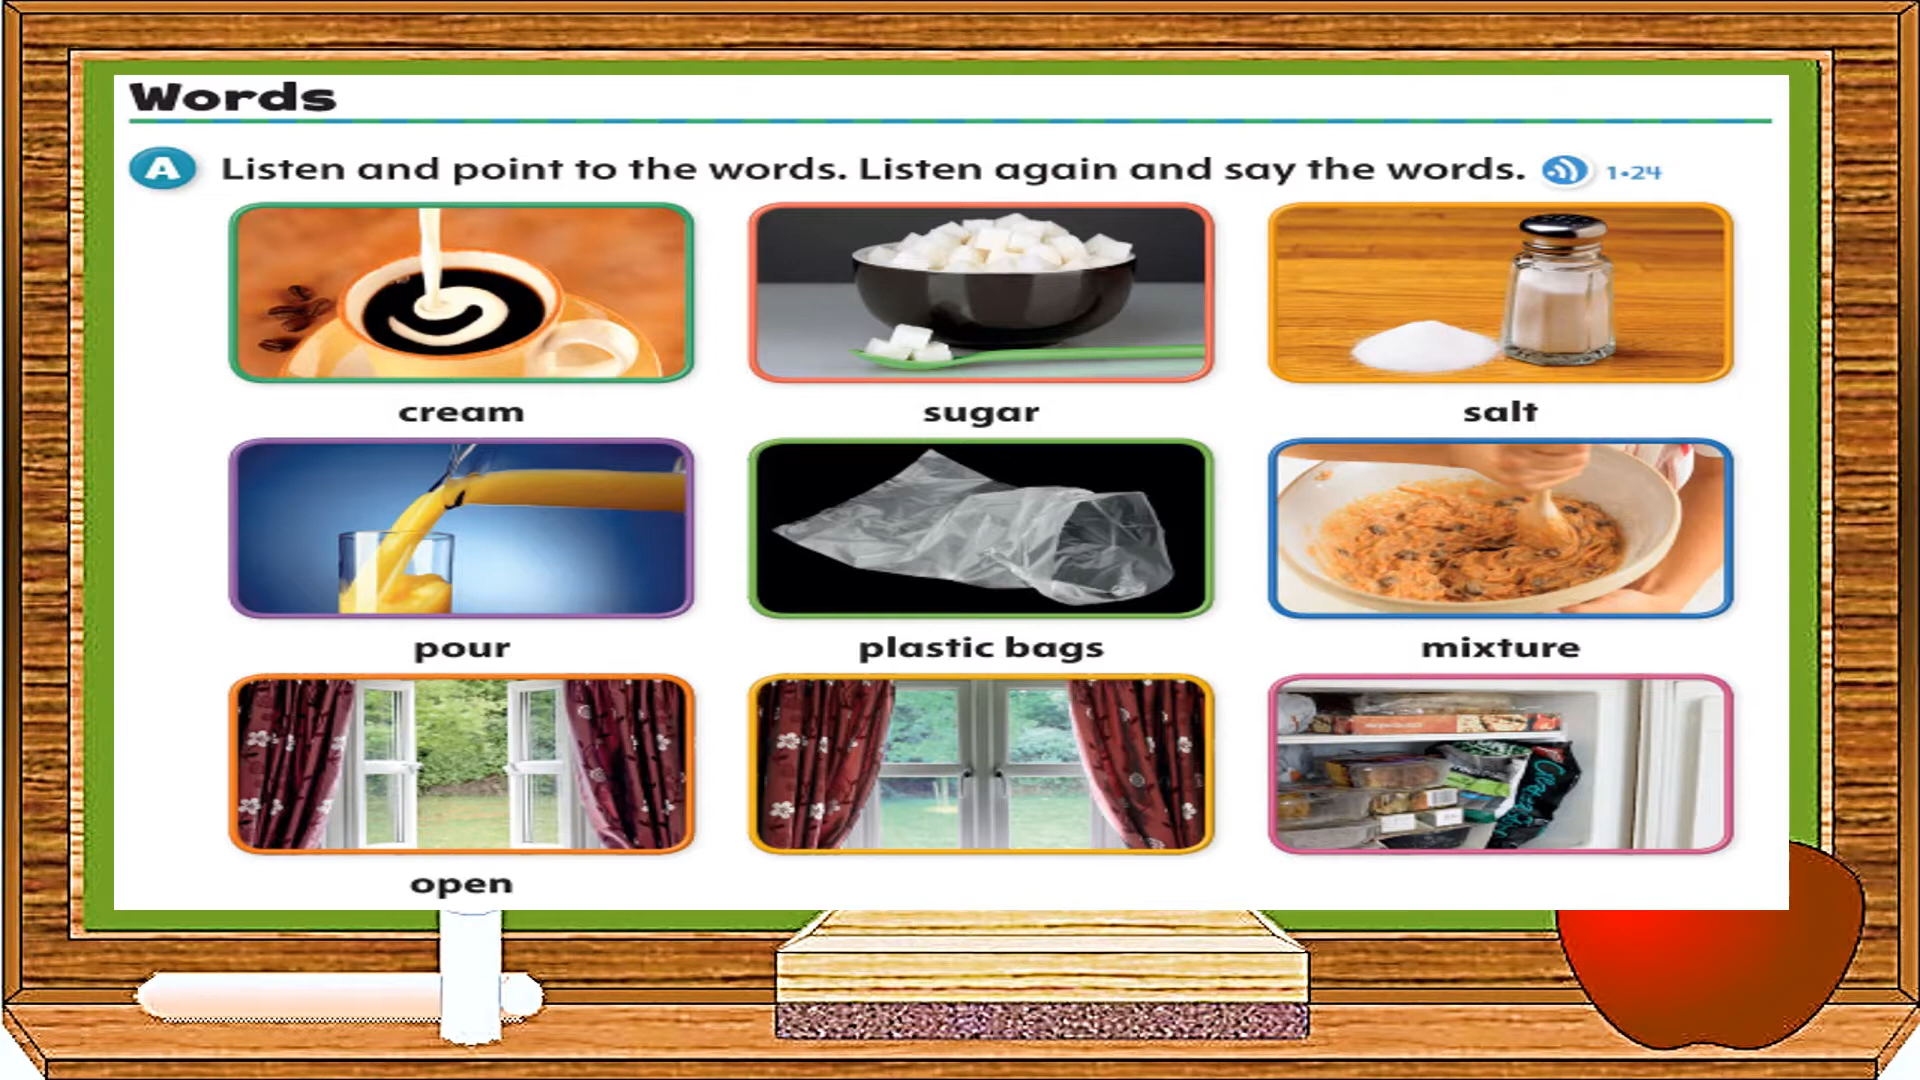 Words
A Listen and point to the words. Listen again and say the words. 1•24
cream sugar salt
pour plastic bags mixture
open